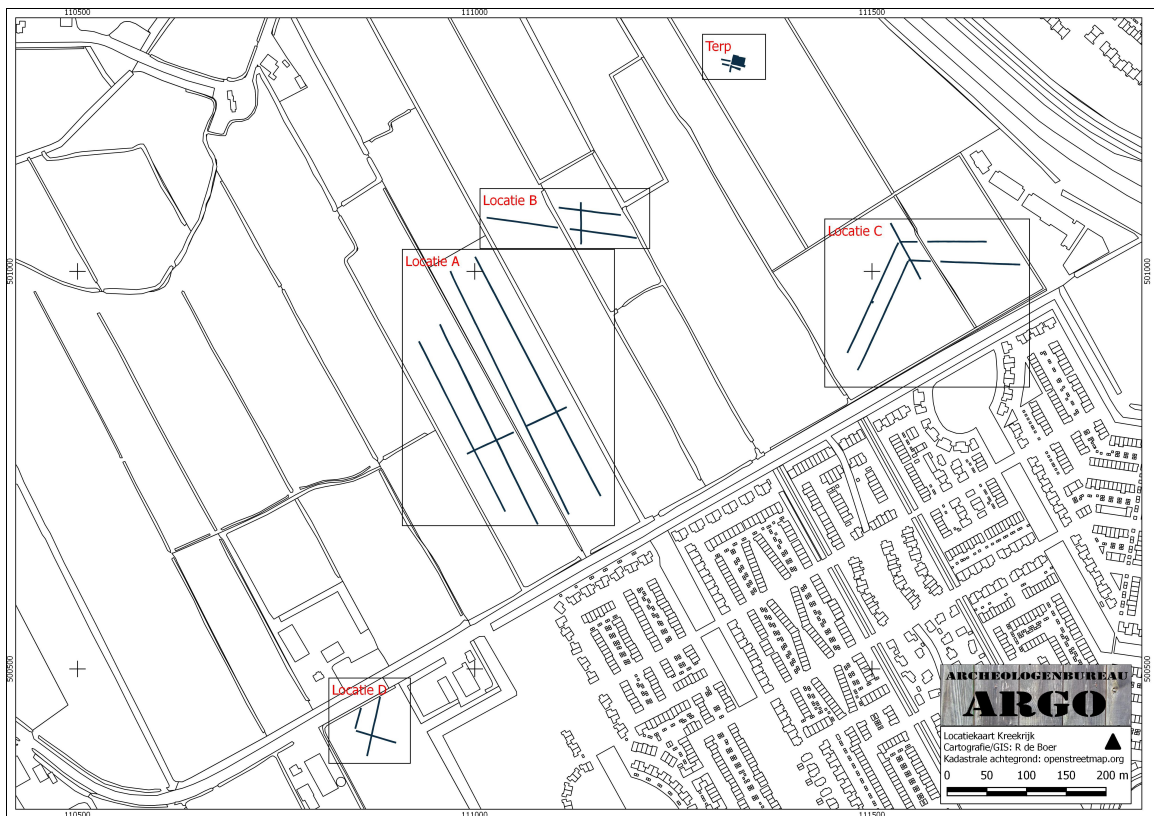 110500 111000 111500
Terp
Locatie B
Locatie C
Locatie A
501000 501000
500500 500500
Locatie D
ARCHEOLOGENBUREAU
ARGO
Locatiekaart Kreekrijk
Cartografie/GIS: R de Boer
Kadastrale achtegrond: openstreetmap.org
0 50 100 150 200 m
110500 111000 111500